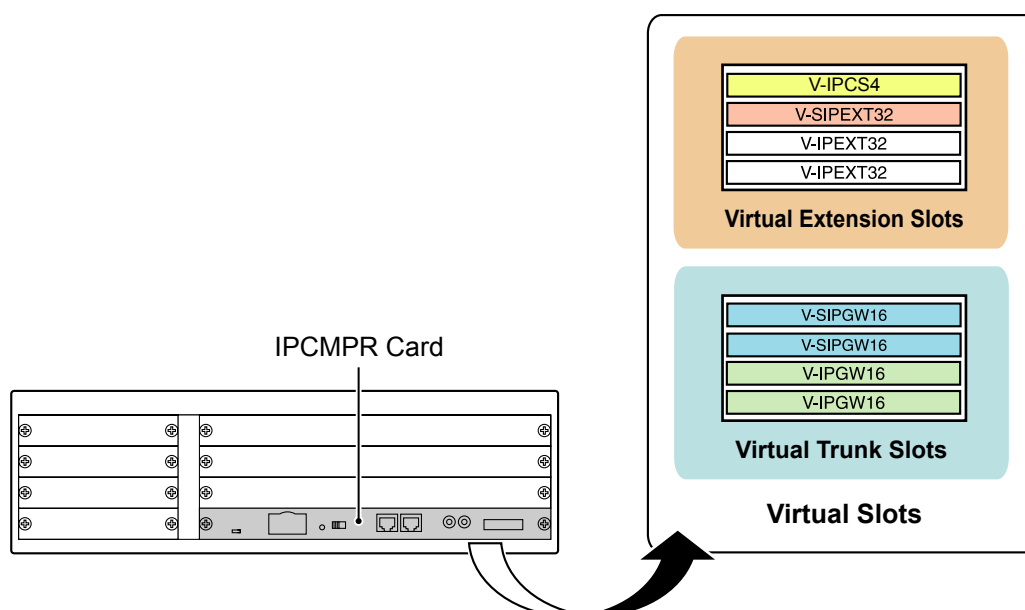 V-IPCS4
V-SIPEXT32
V-IPEXT32
V-IPEXT32
Virtual Extension Slots
V-SIPGW16
V-SIPGW16
V-IPGW16
V-IPGW16
Virtual Trunk Slots
Virtual Slots
IPCMPR Card